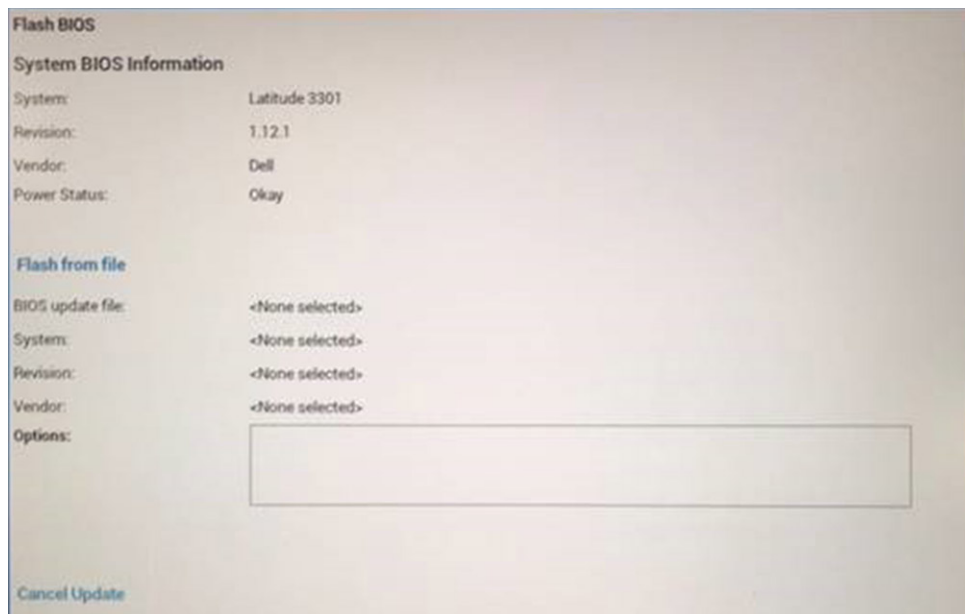 Flash BIOS
System BIOS Information
System: Latitude 3301
Revision: 1.12.1
Vendor: Dell
Power Status: Okay
Flash from file
BIOS update file: <None selected>
System: <None selected>
Revision: <None selected>
Vendor: <None selected>
Options:
Cancel Update